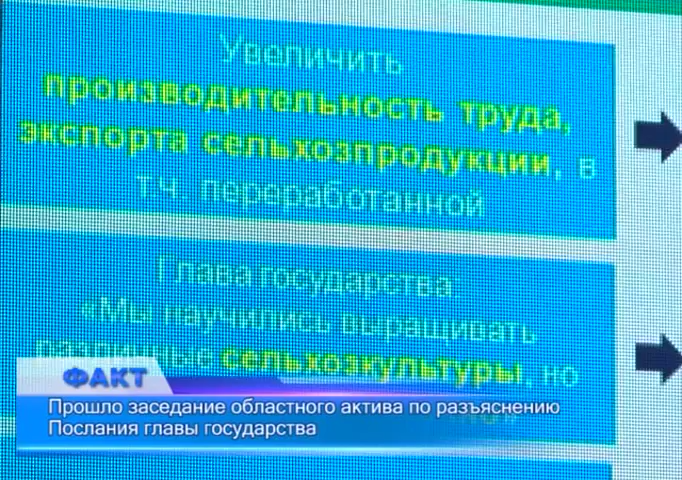 Увеличить
производительность труда,
экспорта сельхозпродукции, в
т.ч. переработанной
Глава государства:
«Мы научились выращивать
различные сельхозкультуры, но
ФАКТ
Прошло заседание областного актива по разъяснению
Послания главы государства